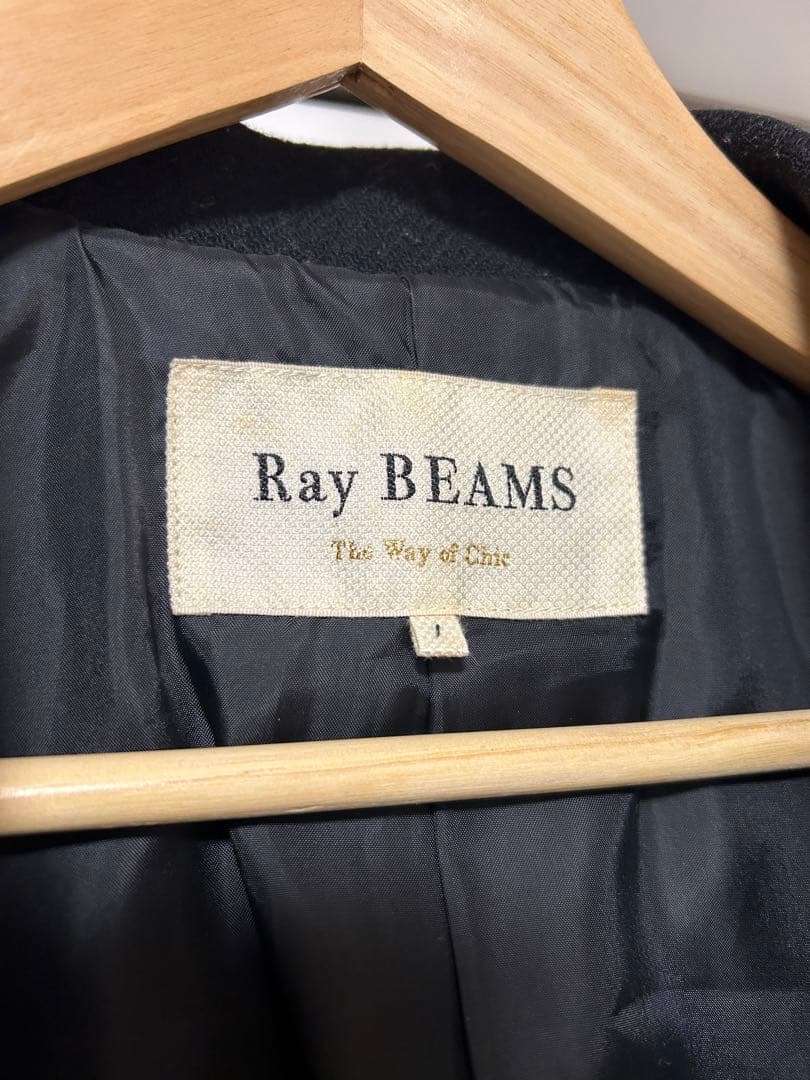 Ray BEAMS
The Way of Chic
1